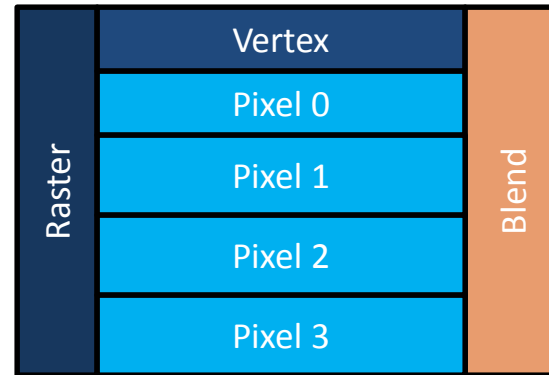 Raster
Vertex
Pixel 0
Pixel 1
Pixel 2
Pixel 3
Blend